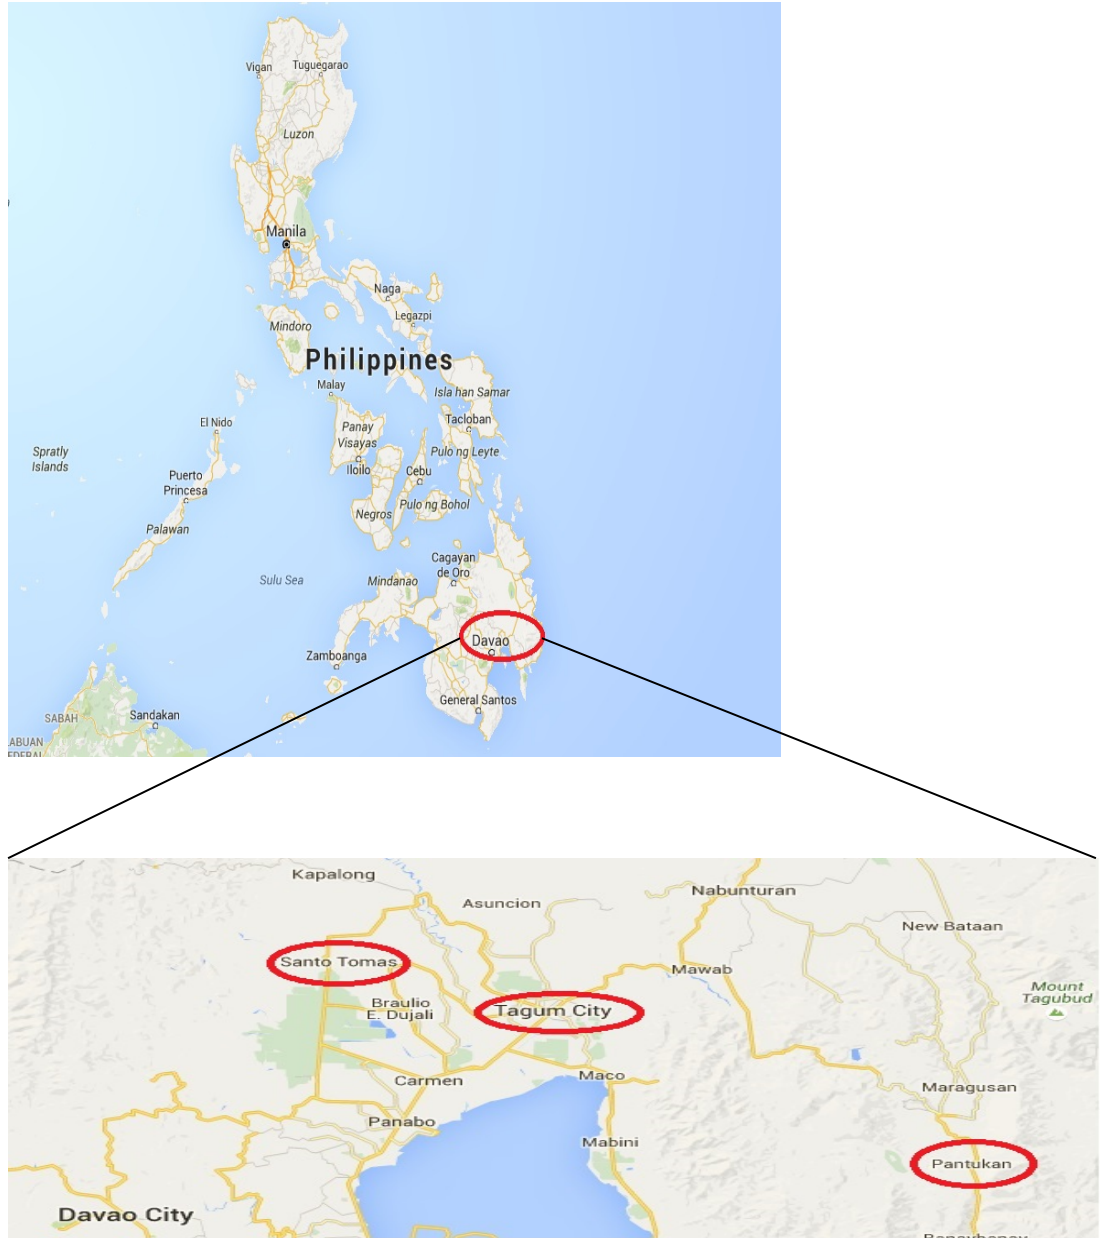 Vigan
Tuguegarao
Luzon
Manila
Naga
Legazpi
Mindoro
Philippines
Malay
Isla han Samar
El Nido
Tacloban
Panay
Visayas
Spratly
Islands
Pulo ng Leyte
Iloilo
Cebu
Puerto
Princesa
Pulo ng Bohol
Negros
Palawan
Cagayan
de Oro
Sulu Sea
Mindanao
Davao
Zamboanga
General Santos
SABAH
Sandakan
ABUAN
EDERAL
Kapalong
Nabunturan
Asuncion
New Bataan
Santo Tomas
Mawab
Mount
Tagubud
Braulio
E. Dujali
Tagum City
Carmen
Maco
Maragusan
Panabo
Mabini
Pantukan
Davao City